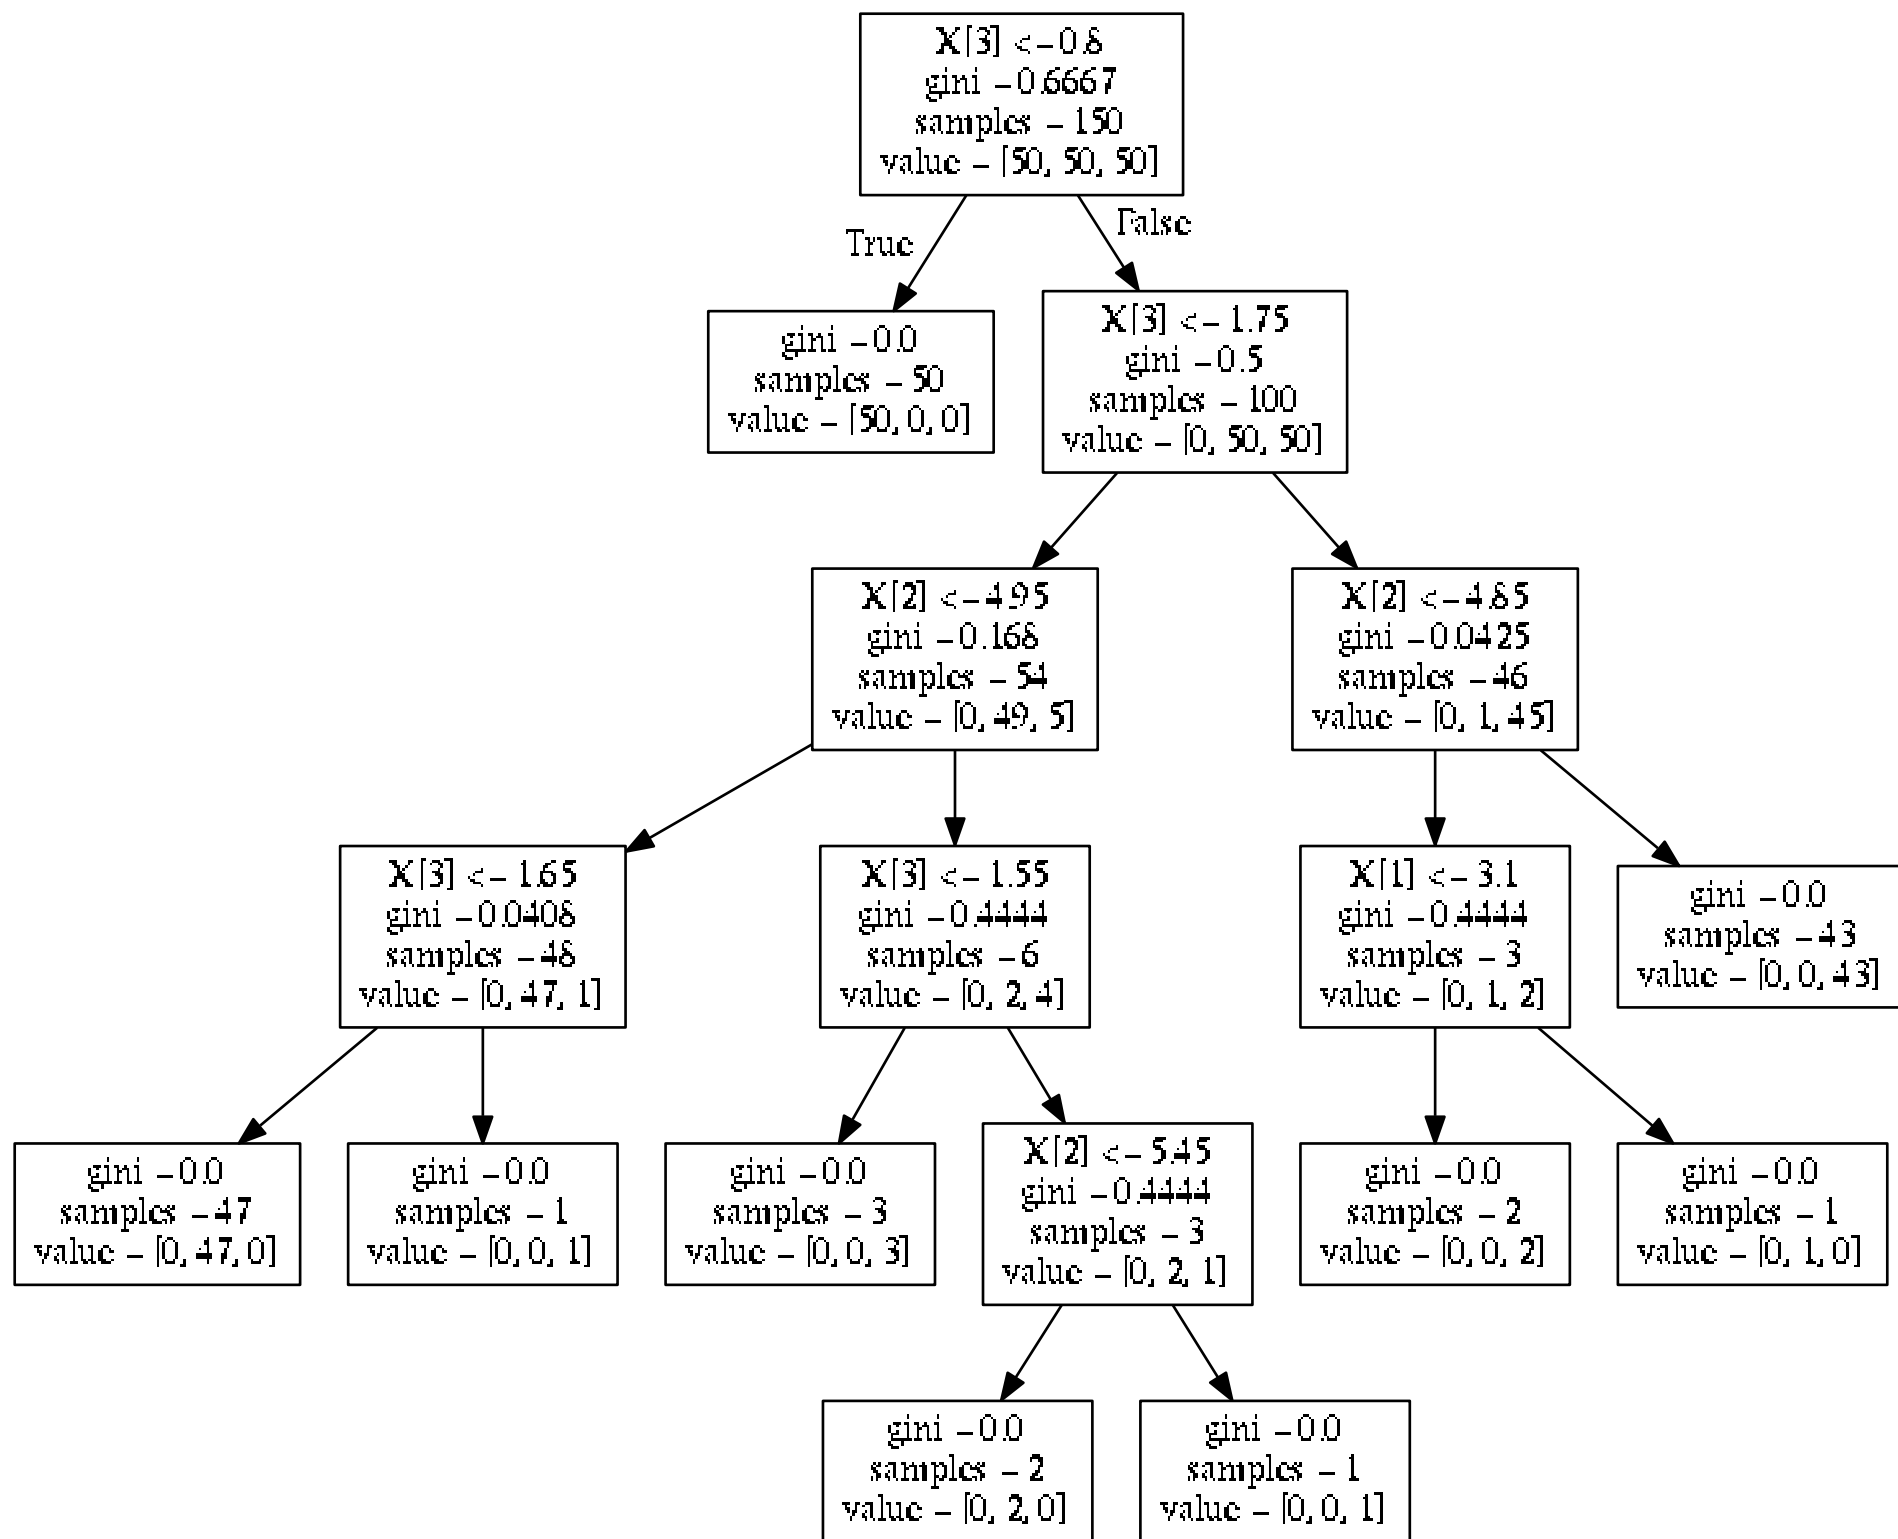 X[3] <= 0.8
gini = 0.6667
samples = 150
value = [50, 50, 50]
True
False
gini = 0.0
samples = 50
value = [50, 0, 0]
X[3] <= 1.75
gini = 0.5
samples = 100
value = [0, 50, 50]
X[2] <= 4.95
gini = 0.168
samples = 54
value = [0, 49, 5]
X[2] <= 4.85
gini = 0.0425
samples = 46
value = [0, 1, 45]
X[3] <= 1.65
gini = 0.0408
samples = 48
value = [0, 47, 1]
X[3] <= 1.55
gini = 0.4444
samples = 6
value = [0, 2, 4]
X[1] <= 3.1
gini = 0.4444
samples = 3
value = [0, 1, 2]
gini = 0.0
samples = 43
value = [0, 0, 43]
gini = 0.0
samples = 47
value = [0, 47, 0]
gini = 0.0
samples = 1
value = [0, 0, 1]
gini = 0.0
samples = 3
value = [0, 0, 3]
X[2] <= 5.45
gini = 0.4444
samples = 3
value = [0, 2, 1]
gini = 0.0
samples = 2
value = [0, 0, 2]
gini = 0.0
samples = 1
value = [0, 1, 0]
gini = 0.0
samples = 2
value = [0, 2, 0]
gini = 0.0
samples = 1
value = [0, 0, 1]